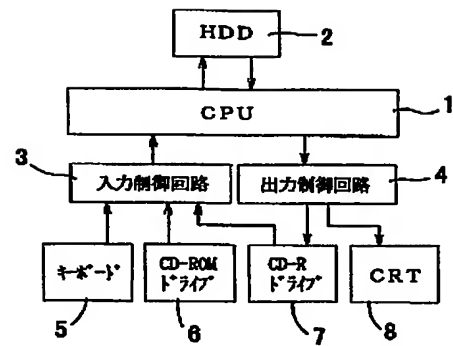 HDD
2
CPU
1
3
入力制御回路
出力制御回路
4
キーボード
CD-ROM
ドライブ
CD-R
ドライブ
CRT
5
6
7
8